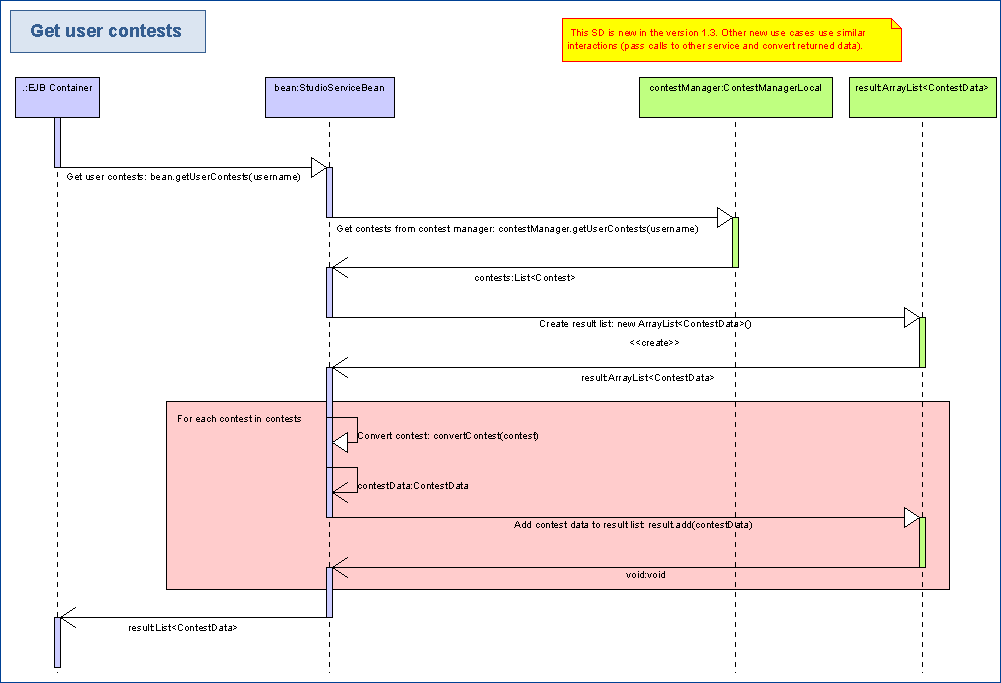 Get user contests
This SD is new in the version 1.3. Other new use cases use similar
interactions (pass calls to other service and convert returned data).
.:EJB Container
bean:StudioServiceBean
contestManager:ContestManagerLocal
result:ArrayList<ContestData>
Get user contests: bean.getUserContests(username)
Get contests from contest manager: contestManager.getUserContests(username)
contests:List<Contest>
Create result list: new ArrayList<ContestData>()
<<create>>
result:ArrayList<ContestData>
For each contest in contests
Convert contest: convertContest(contest)
contestData:ContestData
Add contest data to result list: result.add(contestData)
void:void
result:List<ContestData>